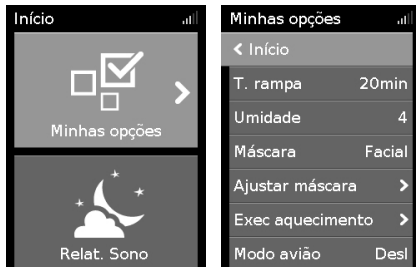 Início
Minhas opções
Relat. Sono
Minhas opções
Início
T. rampa 20min
Umidade 4
Máscara Facial
Ajustar máscara
Exec aquecimento
Modo avião Desl